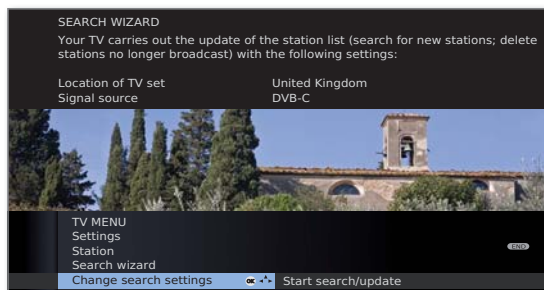 SEARCH WIZARD
Your TV carries out the update of the station list (search for new stations; delete
stations no longer broadcast) with the following settings:
Location of TV set United Kingdom
Signal source DVB-C
TV MENU
Settings
Station
END
Search wizard
Change search settings OK Start search/update